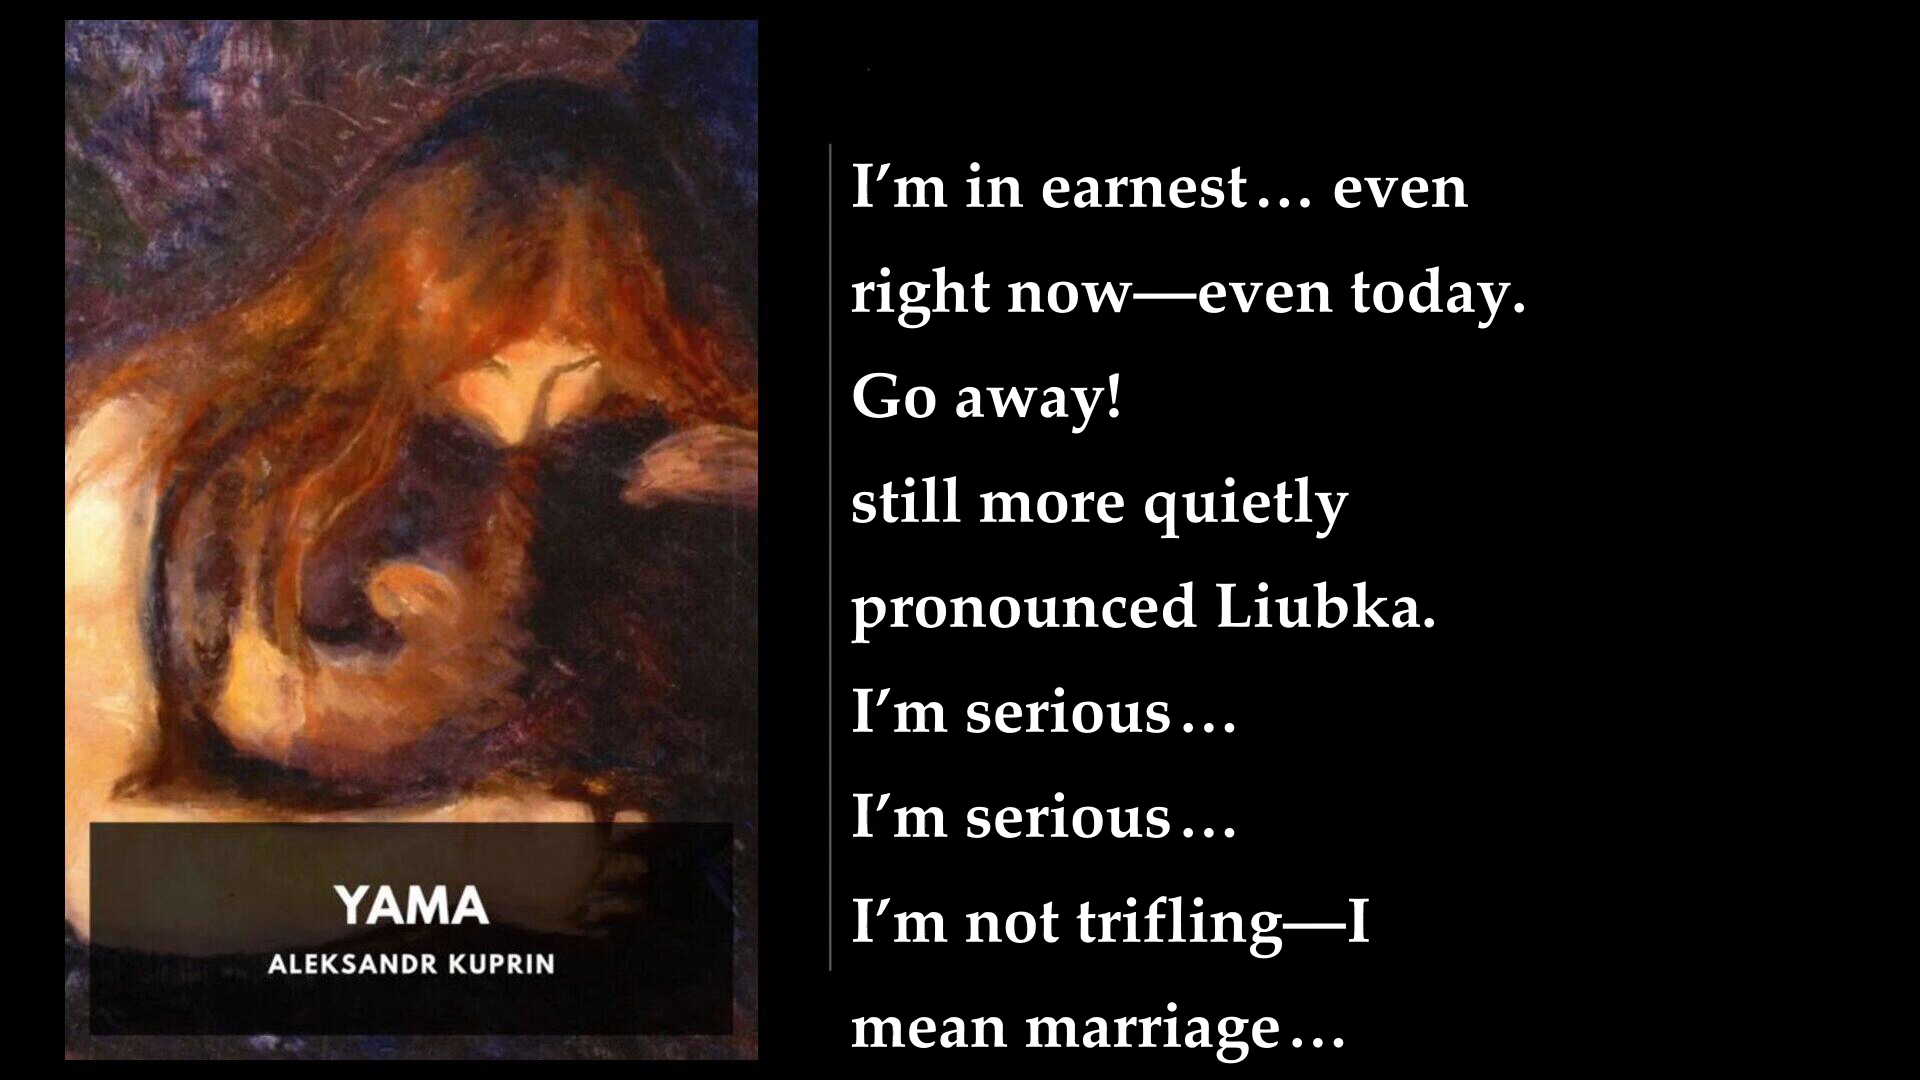 YAMA
ALEKSANDR KUPRIN
I’m in earnest… even
right now—even today.
Go away!
still more quietly
pronounced Liubka.
I’m serious…
I’m serious…
I’m not trifling—I
mean marriage…